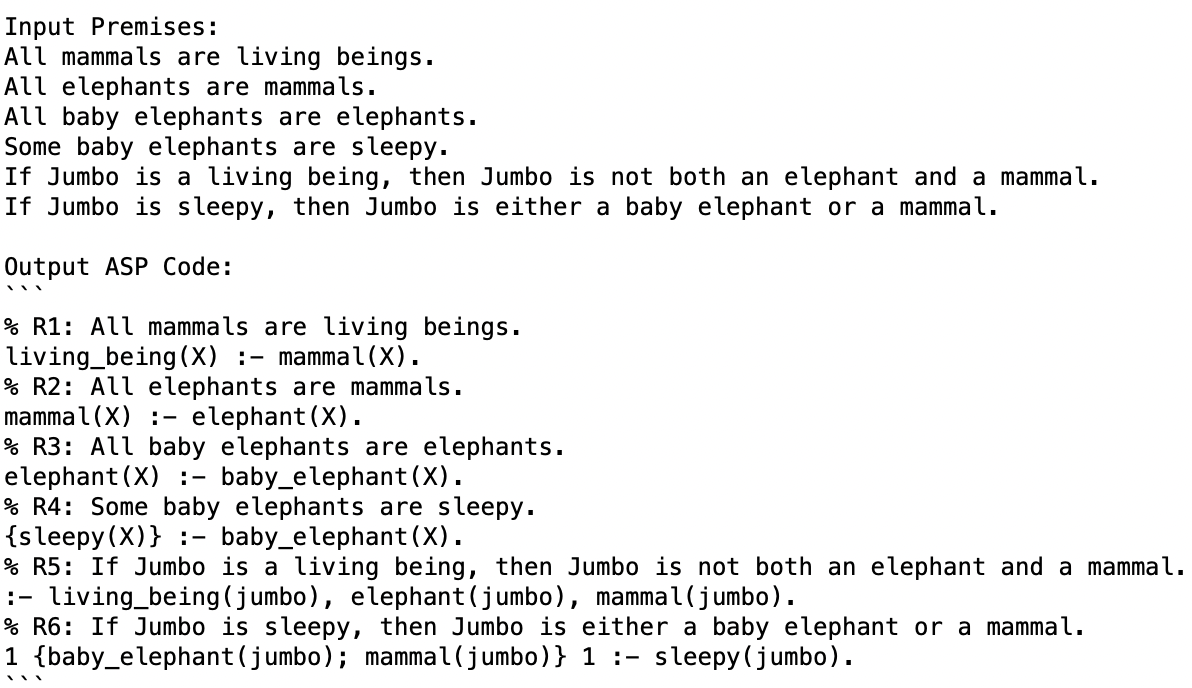 Input Premises:
All mammals are living beings.
All elephants are mammals.
All baby elephants are elephants.
Some baby elephants are sleepy.
If Jumbo is a living being, then Jumbo is not both an elephant and a mammal.
If Jumbo is sleepy, then Jumbo is either a baby elephant or a mammal.

Output ASP Code:
```
% R1: All mammals are living beings.
living_being(X) :- mammal(X).
% R2: All elephants are mammals.
mammal(X) :- elephant(X).
% R3: All baby elephants are elephants.
elephant(X) :- baby_elephant(X).
% R4: Some baby elephants are sleepy.
{sleepy(X)} :- baby_elephant(X).
% R5: If Jumbo is a living being, then Jumbo is not both an elephant and a mammal.
:- living_being(jumbo), elephant(jumbo), mammal(jumbo).
% R6: If Jumbo is sleepy, then Jumbo is either a baby elephant or a mammal.
1 {baby_elephant(jumbo); mammal(jumbo)} 1 :- sleepy(jumbo).
```